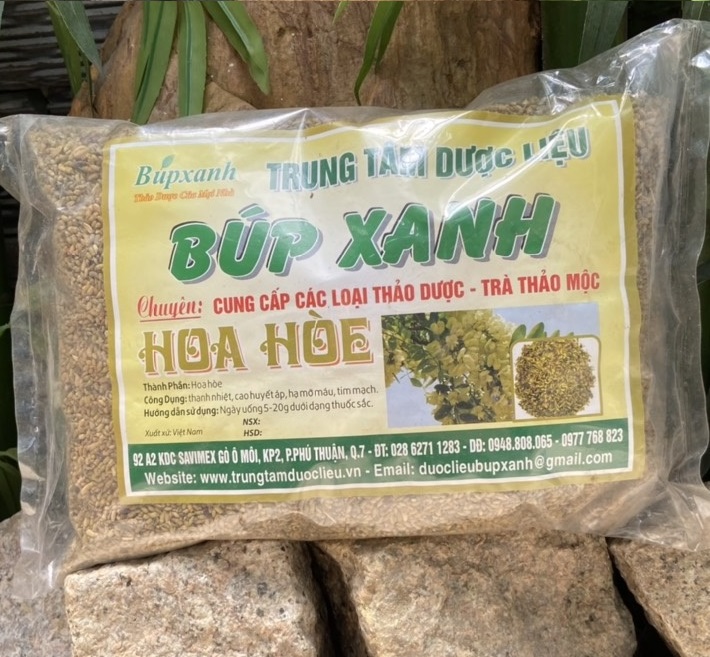 Búpxanh
Thảo Dược Của Mọi Nhà
TRUNG TÂM DƯỢC LIỆU
BÚP XANH
Chuyên: CUNG CẤP CÁC LOẠI THẢO DƯỢC - TRÀ THẢO MỘC
HOA HÒE
Thành Phần: Hoa hòe
Công Dụng: thanh nhiệt, cao huyết áp, hạ mỡ máu, tim mạch.
Hướng dẫn sử dụng: Ngày uống 5-20g dưới dạng thuốc sắc.
NSX:
Xuất xứ: Việt Nam HSD:
92 A2 KDC SAVIMEX GÒ Ô MÔI, KP2, P.PHÚ THUẬN, Q.7 - ĐT: 028 6271 1283 - DĐ: 0948.808.065 - 0977 768 823
Website: www.trungtamduoclieu.vn - Email: duoclieubupxanh@gmail.com